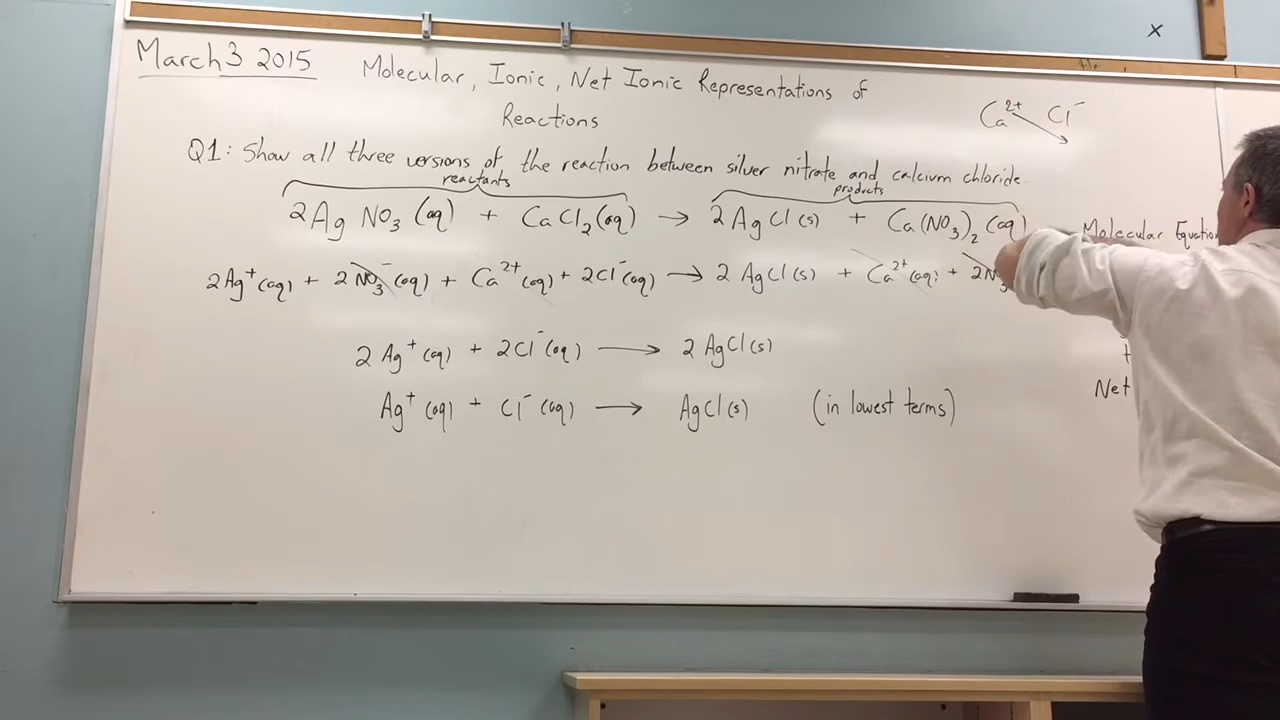 x
March 3 2015
Molecular, Ionic, Net Ionic Representations of
Reactions
Ca²⁺ Cl⁻
Q1: Show all three versions of the reaction between silver nitrate and calcium chloride.
reactants products
2AgNO₃(aq) + CaCl₂(aq) → 2AgCl(s) + Ca(NO₃)₂(aq)
Molecular Equation
2Ag⁺(aq) + 2NO₃⁻(aq) + Ca²⁺(aq) + 2Cl⁻(aq) → 2AgCl(s) + Ca²⁺(aq) + 2N
2Ag⁺(aq) + 2Cl⁻(aq) → 2AgCl(s)
Net
Ag⁺(aq) + Cl⁻(aq) → AgCl(s) (in lowest terms)